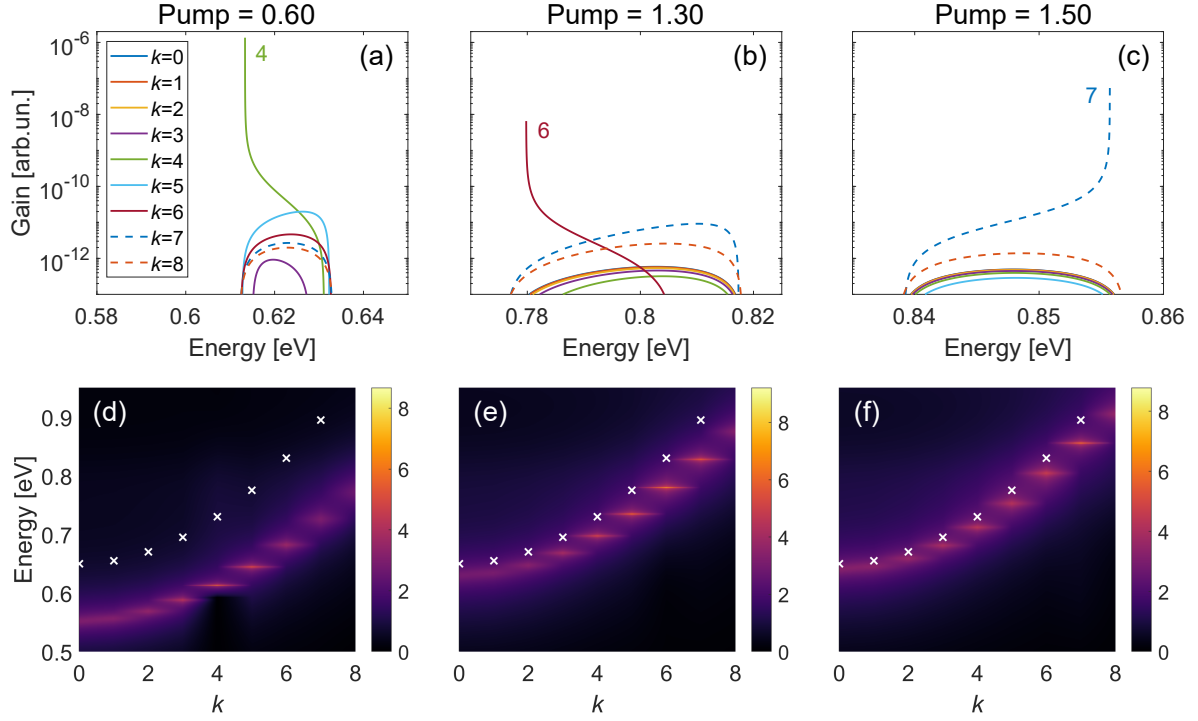 Pump = 0.60
Pump = 1.30
Pump = 1.50
(a)
(b)
(c)
Gain [arb.un.]
10^-6
10^-8
10^-10
10^-12
k=0
k=1
k=2
k=3
k=4
k=5
k=6
k=7
k=8
4
6
7
0.58 0.6 0.62 0.64
0.78 0.8 0.82
0.84 0.85 0.86
Energy [eV]
Energy [eV]
Energy [eV]
(d)
(e)
(f)
Energy [eV]
0.9
0.8
0.7
0.6
0.5
8
6
4
2
0
8
6
4
2
0
8
6
4
2
0
0 2 4 6 8
0 2 4 6 8
0 2 4 6 8
k
k
k